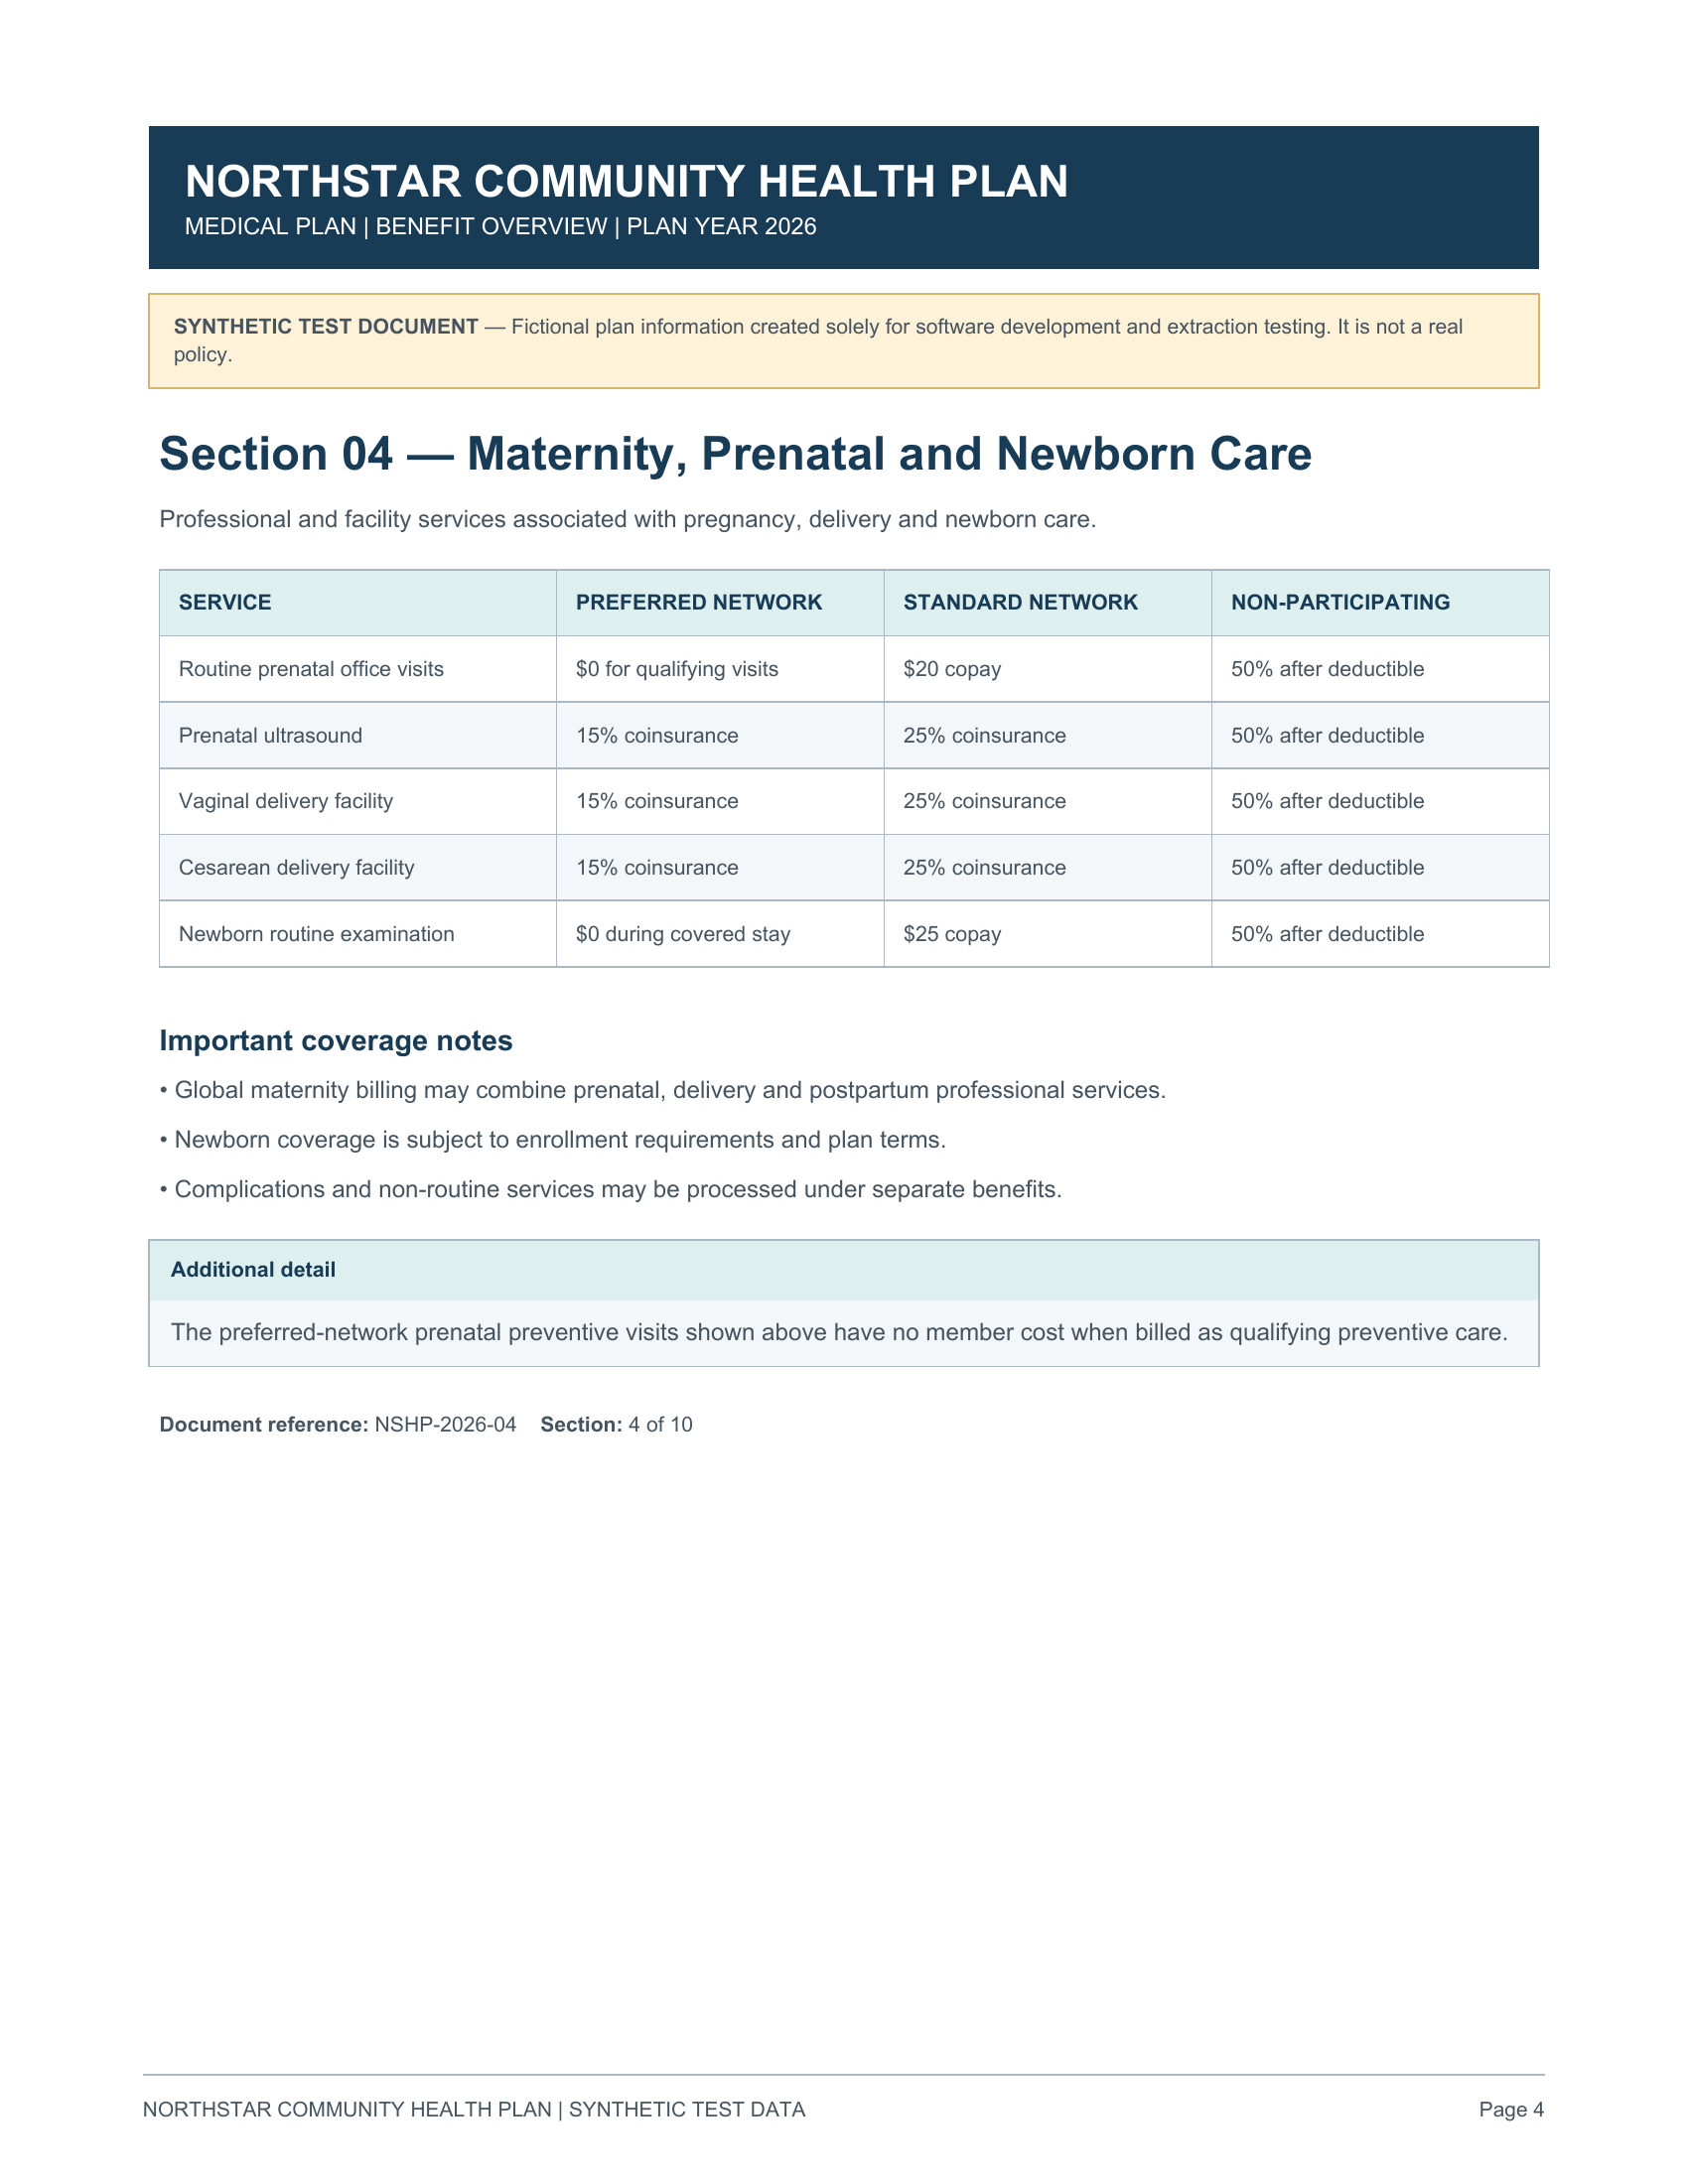 NORTHSTAR COMMUNITY HEALTH PLAN
MEDICAL PLAN | BENEFIT OVERVIEW | PLAN YEAR 2026
SYNTHETIC TEST DOCUMENT — Fictional plan information created solely for software development and extraction testing. It is not a real
policy.
Section 04 — Maternity, Prenatal and Newborn Care
Professional and facility services associated with pregnancy, delivery and newborn care.
SERVICE PREFERRED NETWORK STANDARD NETWORK NON-PARTICIPATING
Routine prenatal office visits $0 for qualifying visits $20 copay 50% after deductible
Prenatal ultrasound 15% coinsurance 25% coinsurance 50% after deductible
Vaginal delivery facility 15% coinsurance 25% coinsurance 50% after deductible
Cesarean delivery facility 15% coinsurance 25% coinsurance 50% after deductible
Newborn routine examination $0 during covered stay $25 copay 50% after deductible
Important coverage notes
• Global maternity billing may combine prenatal, delivery and postpartum professional services.
• Newborn coverage is subject to enrollment requirements and plan terms.
• Complications and non-routine services may be processed under separate benefits.
Additional detail
The preferred-network prenatal preventive visits shown above have no member cost when billed as qualifying preventive care.
Document reference: NSHP-2026-04 Section: 4 of 10
NORTHSTAR COMMUNITY HEALTH PLAN | SYNTHETIC TEST DATA Page 4